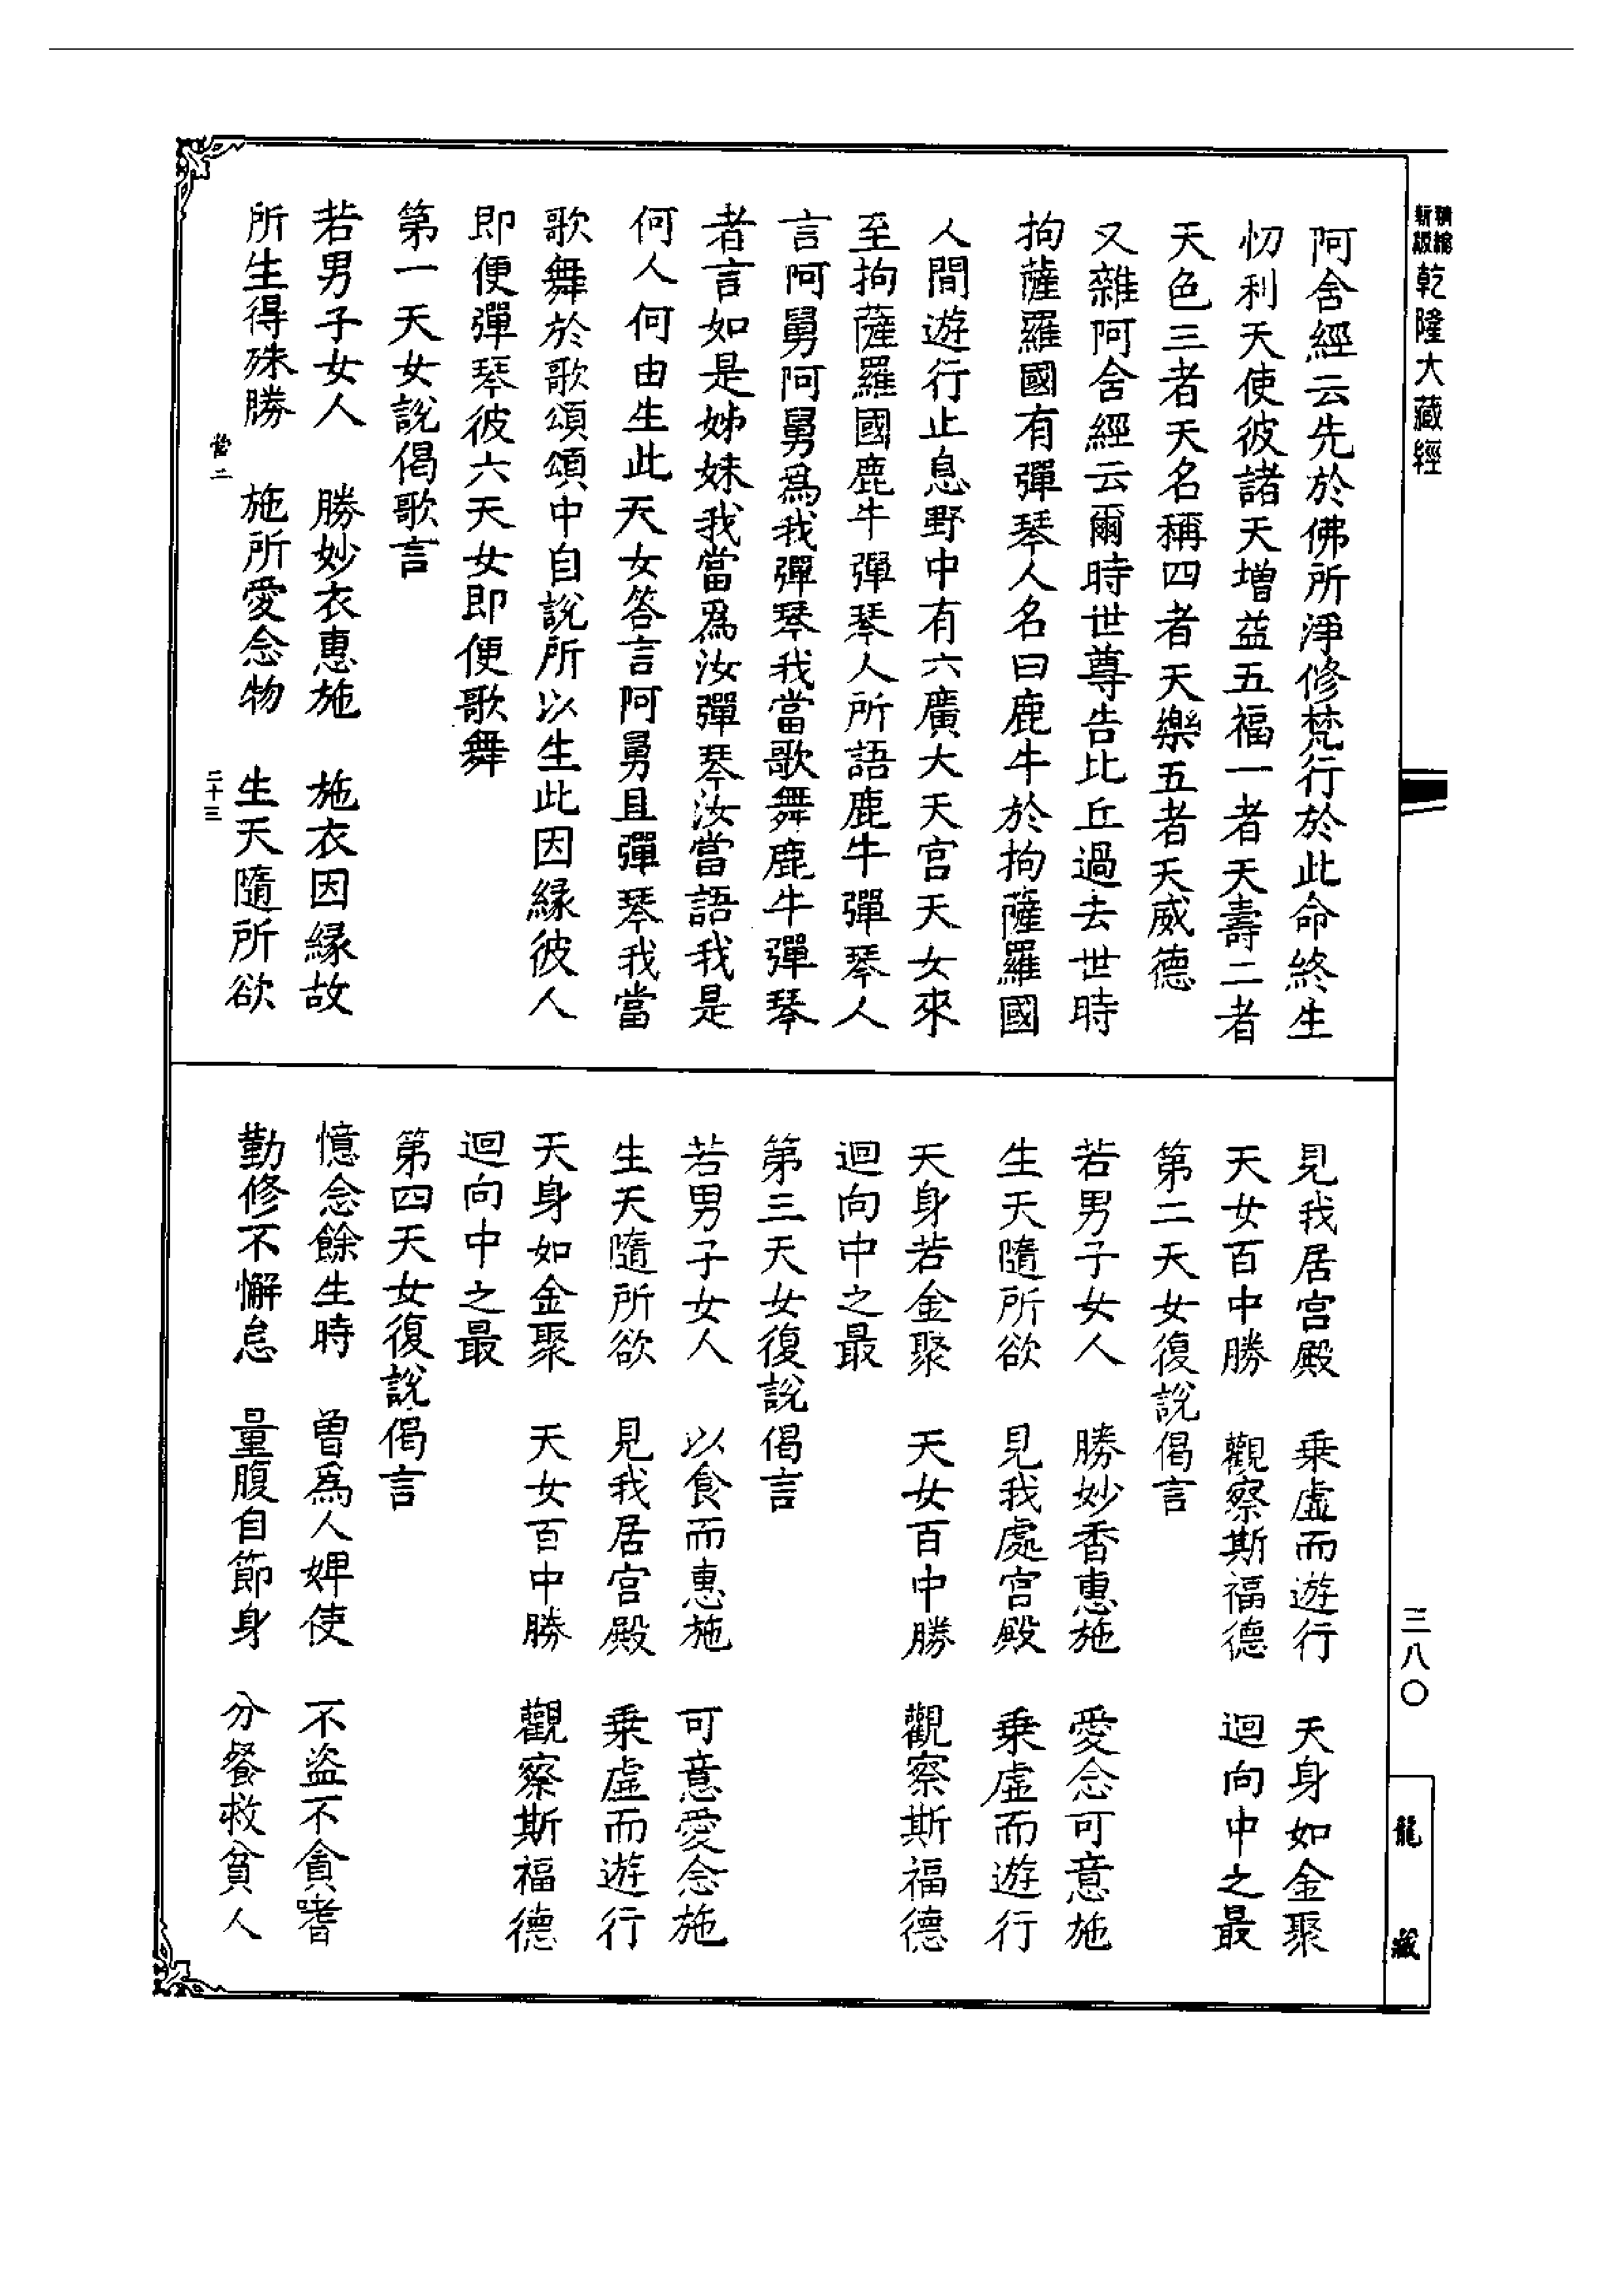 精縮
新版
乾隆大藏經
阿含經云先於佛所淨修梵行於此命終生
忉利天使彼諸天增益五福一者天壽二者
天色三者天名稱四者天樂五者天威德
又雜阿含經云爾時世尊告比丘過去世時
拘薩羅國有彈琴人名曰鹿牛於拘薩羅國
人間遊行止息野中有六廣大天宮天女來
至拘薩羅國鹿牛彈琴人所語鹿牛彈琴人
言阿舅阿舅為我彈琴我當歌舞鹿牛彈琴
者言如是姊妹我當為汝彈琴汝當語我是
何人何由生此天女答言阿舅且彈琴我當
歌舞於歌頌頌中自說所以生此因緣彼人
即便彈琴彼六天女即便歌舞
第一天女說偈歌言
若男子女人　勝妙衣惠施　施衣因緣故
所生得殊勝　施所愛念物　生天隨所欲
二十三
見我居宮殿　乘虛而遊行　天身如金聚
天女百中勝　觀察斯福德　迴向中之最
第二天女復說偈言
若男子女人　勝妙香惠施　愛念可意施
生天隨所欲　見我處宮殿　乘虛而遊行
天身若金聚　天女百中勝　觀察斯福德
迴向中之最
第三天女復說偈言
若男子女人　以食而惠施　可意愛念施
生天隨所欲　見我居宮殿　乘虛而遊行
天身如金聚　天女百中勝　觀察斯福德
迴向中之最
第四天女復說偈言
憶念餘生時　曾為人婢使　不盜不貪嗜
勤修不懈怠　量腹自節身　分餐救貧人
三八〇
龍藏